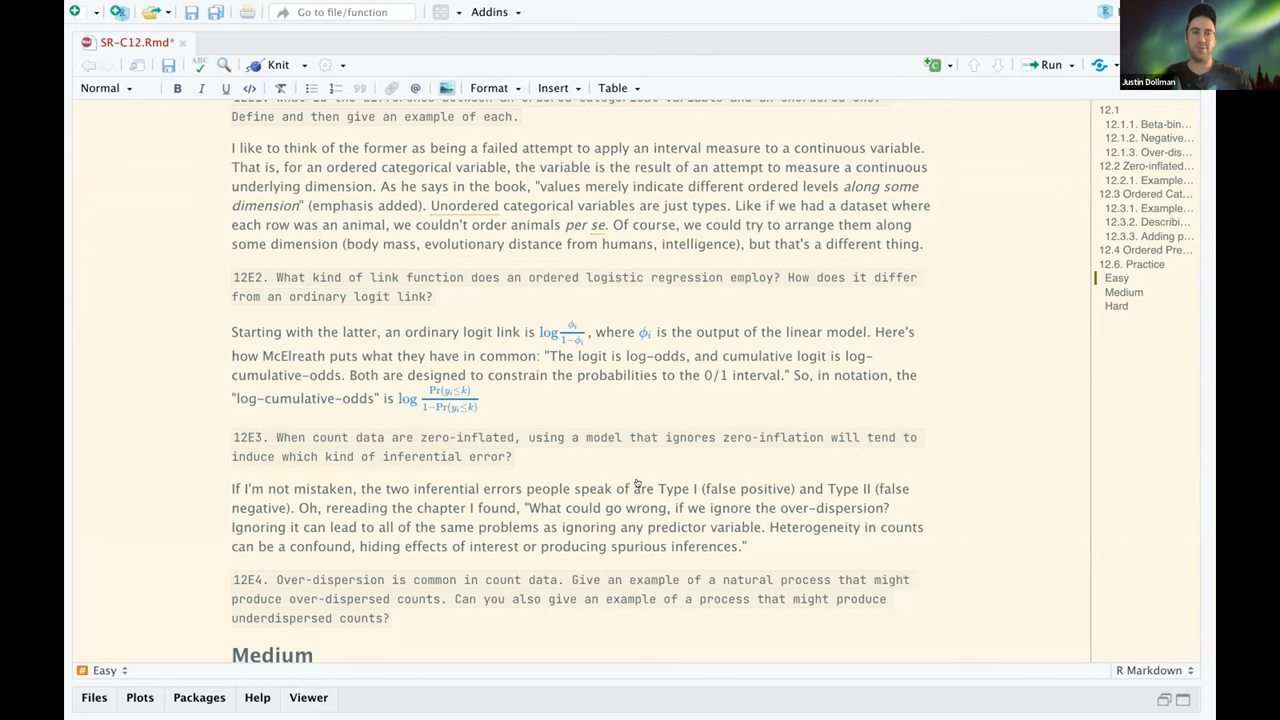 Go to file/function
Addins
SR-C12.Rmd*
Justin Dollman
ABC
Knit
Run
Normal
B I U </>
Format
Insert
Table
Define and then give an example of each.
I like to think of the former as being a failed attempt to apply an interval measure to a continuous variable.
That is, for an ordered categorical variable, the variable is the result of an attempt to measure a continuous
underlying dimension. As he says in the book, "values merely indicate different ordered levels along some
dimension" (emphasis added). Unordered categorical variables are just types. Like if we had a dataset where
each row was an animal, we couldn't order animals per se. Of course, we could try to arrange them along
some dimension (body mass, evolutionary distance from humans, intelligence), but that's a different thing.
12E2. What kind of link function does an ordered logistic regression employ? How does it differ
from an ordinary logit link?
Starting with the latter, an ordinary logit link is log ϕi/1−ϕi, where ϕi is the output of the linear model. Here's
how McElreath puts what they have in common: "The logit is log-odds, and cumulative logit is log-
cumulative-odds. Both are designed to constrain the probabilities to the 0/1 interval." So, in notation, the
"log-cumulative-odds" is log Pr(yi≤k)/1−Pr(yi≤k)
12E3. When count data are zero-inflated, using a model that ignores zero-inflation will tend to
induce which kind of inferential error?
If I'm not mistaken, the two inferential errors people speak of are Type I (false positive) and Type II (false
negative). Oh, rereading the chapter I found, "What could go wrong, if we ignore the over-dispersion?
Ignoring it can lead to all of the same problems as ignoring any predictor variable. Heterogeneity in counts
can be a confound, hiding effects of interest or producing spurious inferences."
12E4. Over-dispersion is common in count data. Give an example of a natural process that might
produce over-dispersed counts. Can you also give an example of a process that might produce
underdispersed counts?
Medium
12.1
12.1.1. Beta-bin...
12.1.2. Negative...
12.1.3. Over-dis...
12.2 Zero-inflated...
12.2.1. Example...
12.3 Ordered Cat...
12.3.1. Example...
12.3.2. Describi...
12.3.3. Adding p...
12.4 Ordered Pre...
12.6. Practice
Easy
Medium
Hard
# Easy
R Markdown
Files
Plots
Packages
Help
Viewer